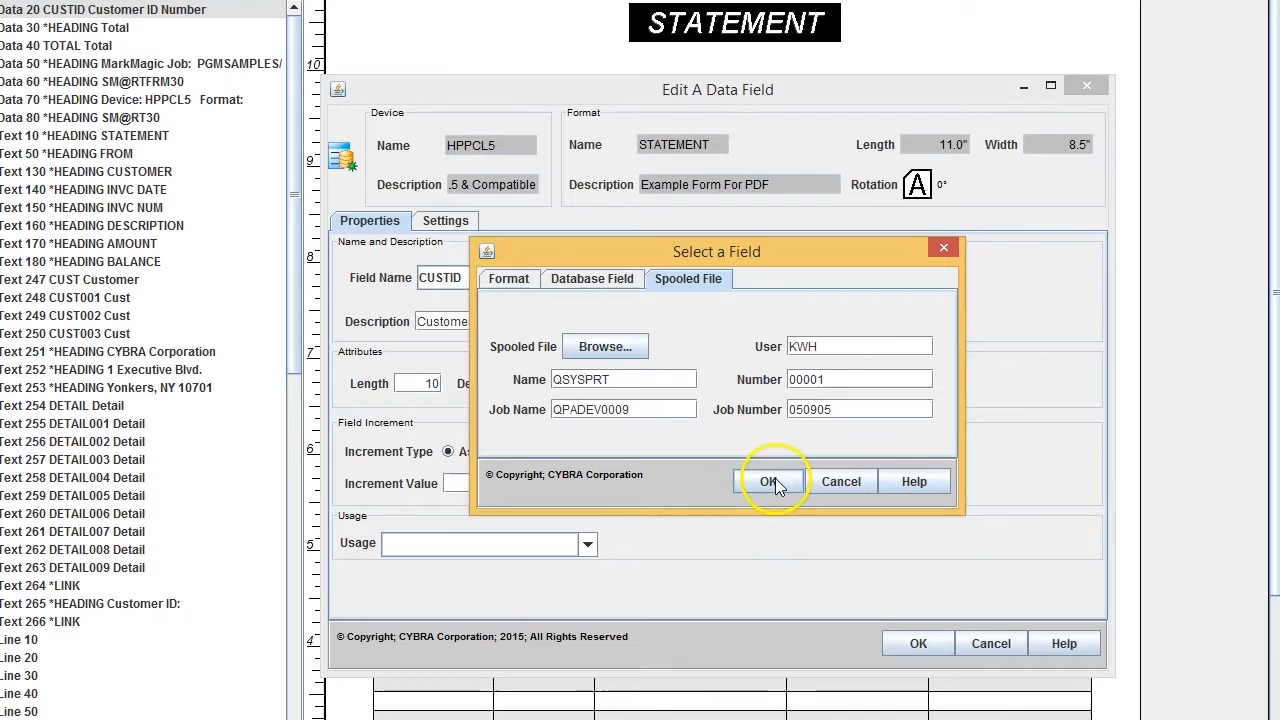 Data 20 CUSTID Customer ID Number
Data 30 *HEADING Total
Data 40 TOTAL Total
Data 50 *HEADING MarkMagic Job:  PGMSAMPLES/
Data 60 *HEADING SM@RTFRM30
Data 70 *HEADING Device: HPPCL5   Format:
Data 80 *HEADING SM@RT30
Text 10 *HEADING STATEMENT
Text 50 *HEADING FROM
Text 130 *HEADING CUSTOMER
Text 140 *HEADING INVC DATE
Text 150 *HEADING INVC NUM
Text 160 *HEADING DESCRIPTION
Text 170 *HEADING AMOUNT
Text 180 *HEADING BALANCE
Text 247 CUST Customer
Text 248 CUST001 Cust
Text 249 CUST002 Cust
Text 250 CUST003 Cust
Text 251 *HEADING CYBRA Corporation
Text 252 *HEADING 1 Executive Blvd.
Text 253 *HEADING Yonkers, NY 10701
Text 254 DETAIL Detail
Text 255 DETAIL001 Detail
Text 256 DETAIL002 Detail
Text 257 DETAIL003 Detail
Text 258 DETAIL004 Detail
Text 259 DETAIL005 Detail
Text 260 DETAIL006 Detail
Text 261 DETAIL007 Detail
Text 262 DETAIL008 Detail
Text 263 DETAIL009 Detail
Text 264 *LINK
Text 265 *HEADING Customer ID:
Text 266 *LINK
Line 10
Line 20
Line 30
Line 40
Line 50
10
9
8
7
6
5
4
STATEMENT
Edit A Data Field
Device
Name HPPCL5
Description .5 & Compatible
Format
Name STATEMENT Length 11.0" Width 8.5"
Description Example Form For PDF Rotation A 0°
Properties Settings
Name and Description
Field Name CUSTID
Description Custome
Attributes
Length 10 De
Field Increment
Increment Type As
Increment Value
Usage
Usage
Select a Field
Format Database Field Spooled File
Spooled File Browse... User KWH
Name QSYSPRT Number 00001
Job Name QPADEV0009 Job Number 050905
© Copyright; CYBRA Corporation OK Cancel Help
© Copyright; CYBRA Corporation; 2015; All Rights Reserved OK Cancel Help